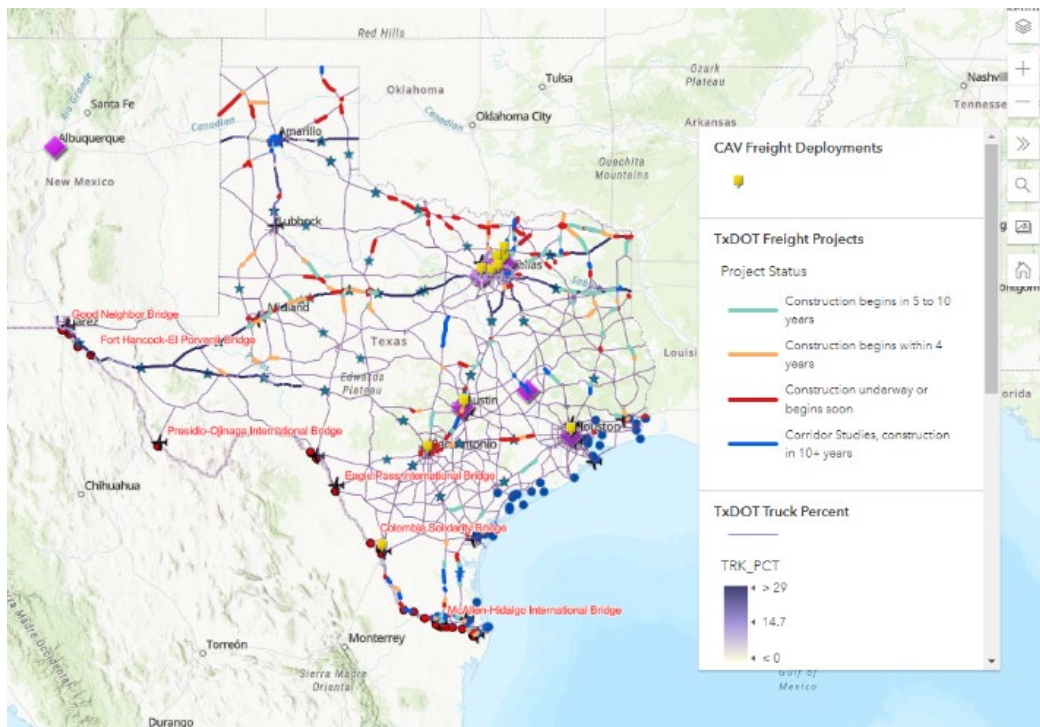 Red Hills
Ozark
Plateau
Tulsa
Nashvil
Rio Grande
Santa Fe
Oklahoma
Canadian
Canadian
Oklahoma City
Tennesse
Arkansas
Amarillo
Albuquerque
Ouachita
Mountains
New Mexico
Lubbock
Midland
Good Neighbor Bridge
Fort Hancock-El Porvenil Bridge
Texas
Louisi
Edwards
Plateau
Houston
Presidio-Ojinaga International Bridge
Eagle Pass International Bridge
Chihuahua
Colombia Solidarity Bridge
McAllen-Hidalgo International Bridge
Monterrey
Torreón
Sierra Madre
Oriental
Gulf of
Mexico
Durango
CAV Freight Deployments
TxDOT Freight Projects
Project Status
Construction begins in 5 to 10
years
Construction begins within 4
years
Construction underway or
begins soon
Corridor Studies, construction
in 10+ years
TxDOT Truck Percent
TRK_PCT
> 29
14.7
< 0